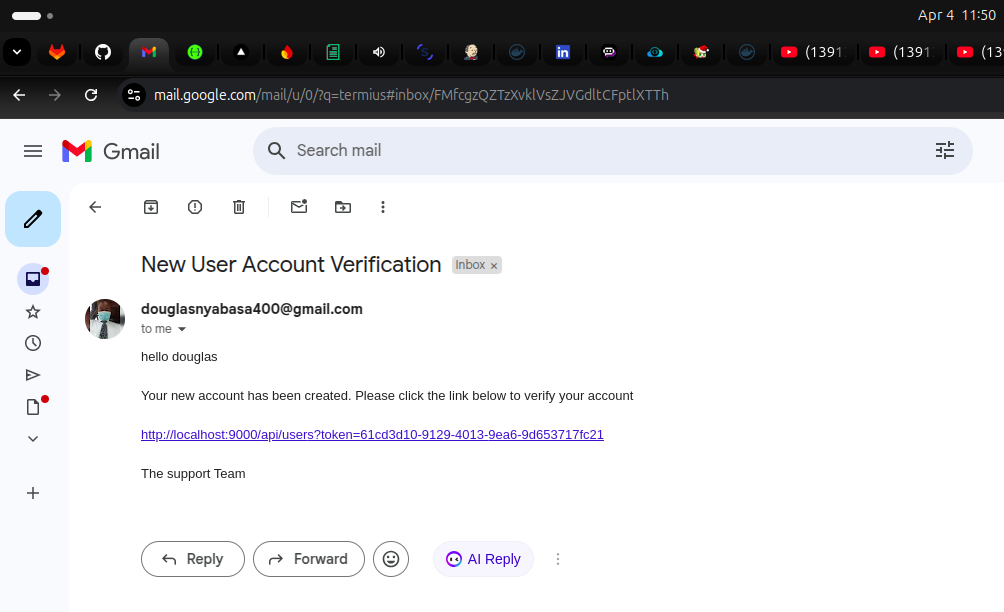 Apr 4 11:50
(1391
(1391
(13
mail.google.com/mail/u/0/?q=termius#inbox/FMfcgzQZTzXvklVsZJVGdltCFptlXTTh
Gmail
Search mail
New User Account Verification
Inbox ×
douglasnyabasa400@gmail.com
to me
hello douglas
Your new account has been created. Please click the link below to verify your account
http://localhost:9000/api/users?token=61cd3d10-9129-4013-9ea6-9d653717fc21
The support Team
Reply
Forward
AI Reply